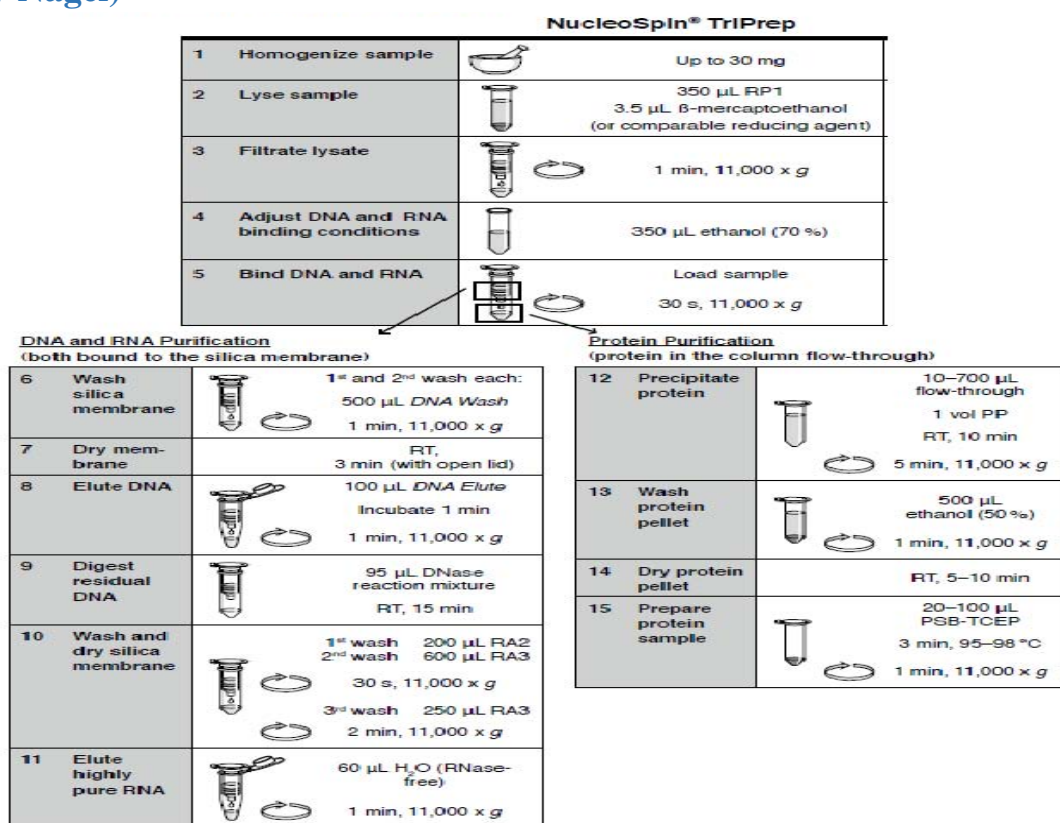 Nagel)
NucleoSpin® TriPrep
1 Homogenize sample
Up to 30 mg
2 Lyse sample
350 µL RP1
3.5 µL ß-mercaptoethanol
(or comparable reducing agent)
3 Filtrate lysate
1 min, 11,000 x g
4 Adjust DNA and RNA
binding conditions
350 µL ethanol (70 %)
5 Bind DNA and RNA
Load sample
30 s, 11,000 x g
DNA and RNA Purification
(both bound to the silica membrane)
6 Wash
silica
membrane
1st and 2nd wash each:
500 µL DNA Wash
1 min, 11,000 x g
7 Dry mem-
brane
RT,
3 min (with open lid)
8 Elute DNA
100 µL DNA Elute
Incubate 1 min
1 min, 11,000 x g
9 Digest
residual
DNA
95 µL DNase
reaction mixture
RT, 15 min
10 Wash and
dry silica
membrane
1st wash 200 µL RA2
2nd wash 600 µL RA3
30 s, 11,000 x g
3rd wash 250 µL RA3
2 min, 11,000 x g
11 Elute
highly
pure RNA
60 µL H2O (RNase-
free)
1 min, 11,000 x g
Protein Purification
(protein in the column flow-through)
12 Precipitate
protein
10–700 µL
flow-through
1 vol PP
RT, 10 min
5 min, 11,000 x g
13 Wash
protein
pellet
500 µL
ethanol (50 %)
1 min, 11,000 x g
14 Dry protein
pellet
RT, 5–10 min
15 Prepare
protein
sample
20–100 µL
PSB-TCEP
3 min, 95–98 °C
1 min, 11,000 x g